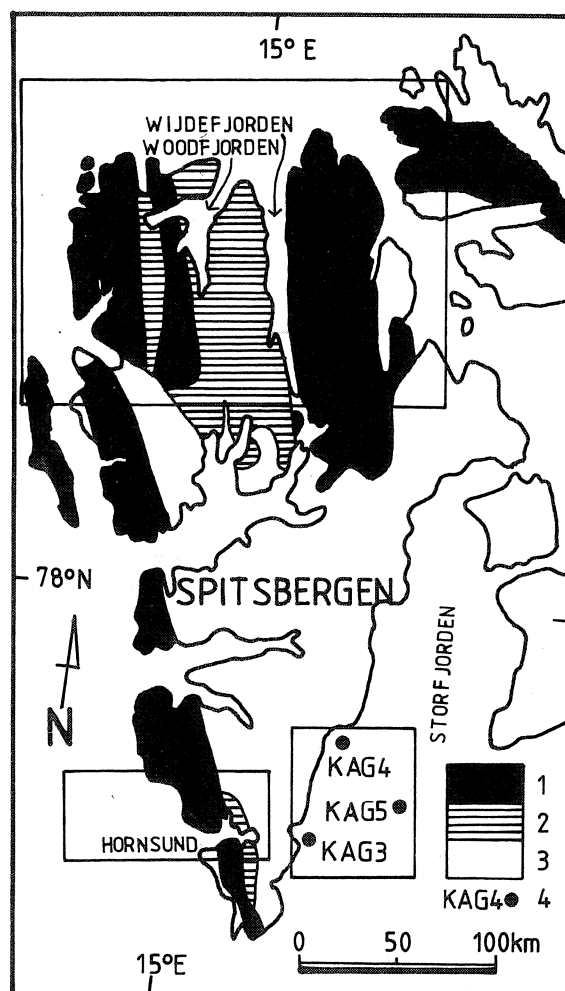 15° E
WIJDEFJORDEN
WOODFJORDEN
78°N
SPITSBERGEN
STORFJORDEN
N
KAG4
KAG5
KAG3
HORNSUND
1
2
3
KAG4 4
0 50 100km
15°E